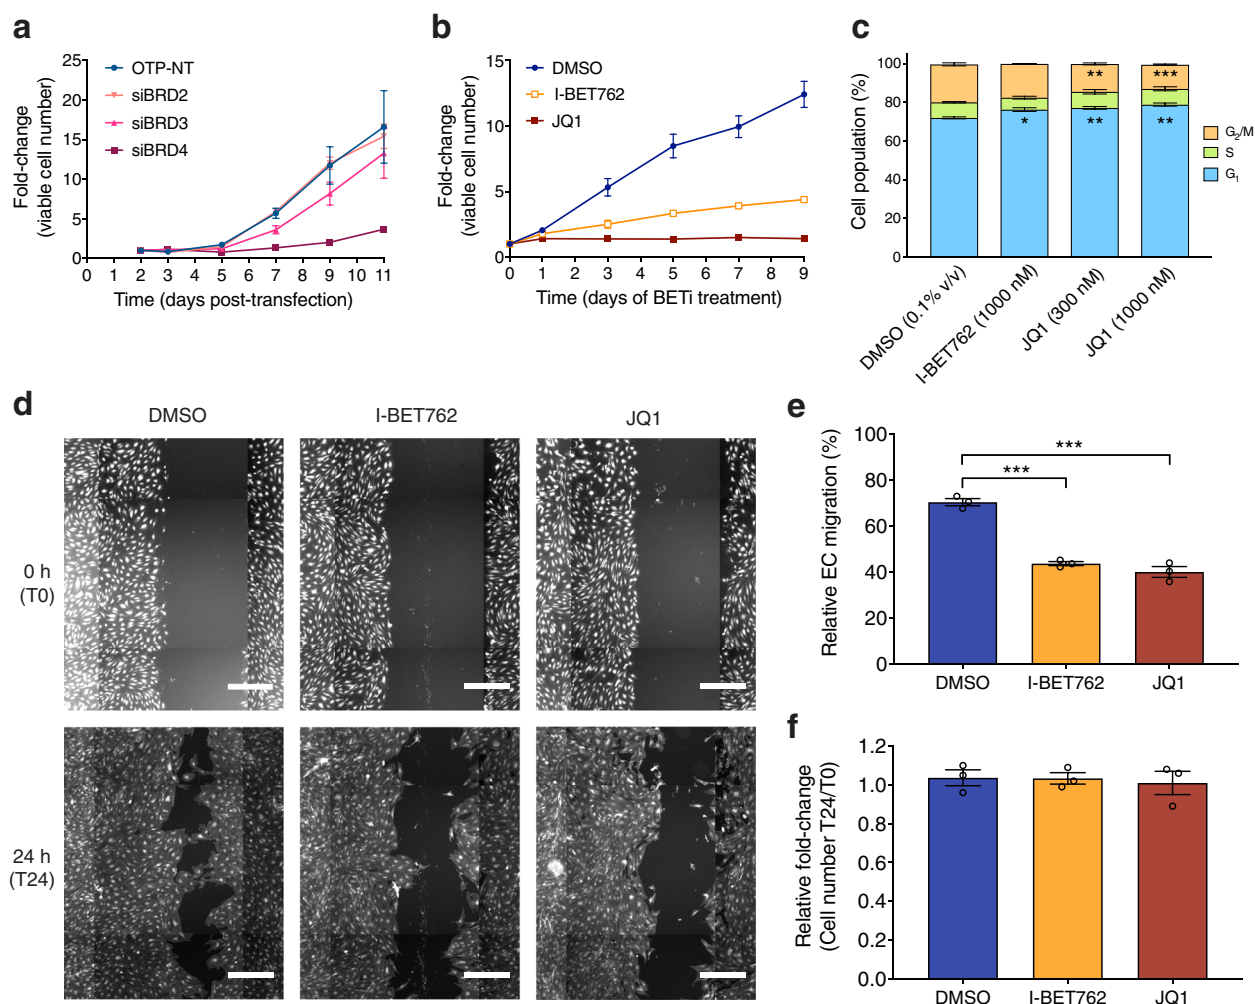 a
25
20
15
10
5
0
Fold-change
(viable cell number)
OTP-NT
siBRD2
siBRD3
siBRD4
0 1 2 3 4 5 6 7 8 9 10 11
Time (days post-transfection)
b
15
10
5
0
Fold-change
(viable cell number)
DMSO
I-BET762
JQ1
0 1 2 3 4 5 6 7 8 9
Time (days of BETi treatment)
c
100
80
60
40
20
0
Cell population (%)
** ***
* ** **
G2/M
S
G1
DMSO (0.1% v/v)
I-BET762 (1000 nM)
JQ1 (300 nM)
JQ1 (1000 nM)
d
DMSO I-BET762 JQ1
0 h
(T0)
24 h
(T24)
e
100
80
60
40
20
0
Relative EC migration (%)
***
***
DMSO I-BET762 JQ1
f
1.2
1.0
0.8
0.6
0.4
0.2
0.0
Relative fold-change
(Cell number T24/T0)
DMSO I-BET762 JQ1